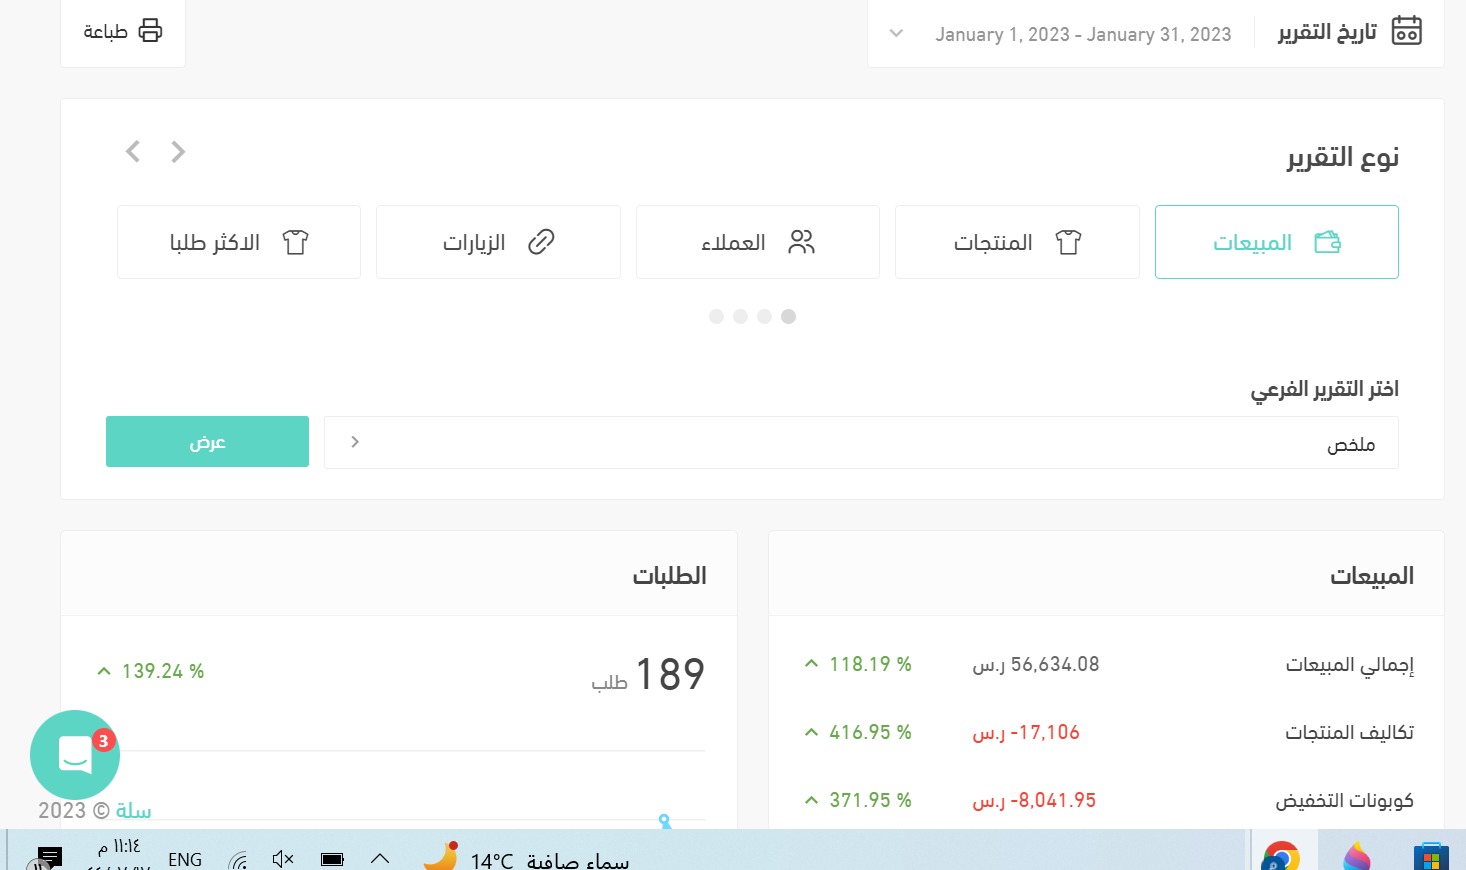 تاريخ التقرير January 1, 2023 - January 31, 2023
طباعة
نوع التقرير
المبيعات
المنتجات
العملاء
الزيارات
الاكثر طلبا
اختر التقرير الفرعي
ملخص
عرض
المبيعات
إجمالي المبيعات 56,634.08 ر.س 118.19 %
تكاليف المنتجات -17,106 ر.س 416.95 %
كوبونات التخفيض -8,041.95 ر.س 371.95 %
الطلبات
189 طلب 139.24 %
3
سلة © 2023
سماء صافية 14°C
ENG
١١:١٤ م